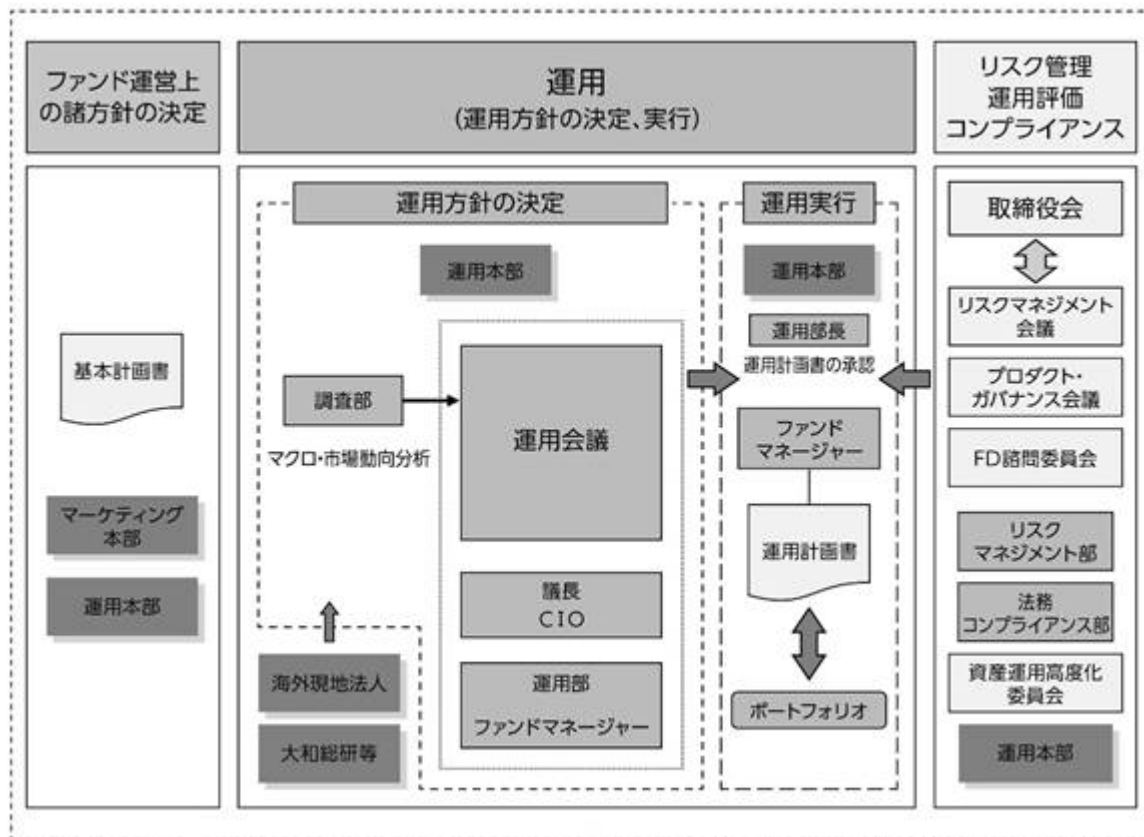 ファンド運営上
の諸方針の決定
運用
(運用方針の決定、実行)
リスク管理
運用評価
コンプライアンス
基本計画書
マーケティング
本部
運用本部
運用方針の決定
運用本部
調査部
マクロ・市場動向分析
運用会議
議長
CIO
運用部
ファンドマネージャー
海外現地法人
大和総研等
運用実行
運用本部
運用部長
運用計画書の承認
ファンド
マネージャー
運用計画書
ポートフォリオ
取締役会
リスクマネジメント
会議
プロダクト・
ガバナンス会議
FD諮問委員会
リスク
マネジメント部
法務
コンプライアンス部
資産運用高度化
委員会
運用本部